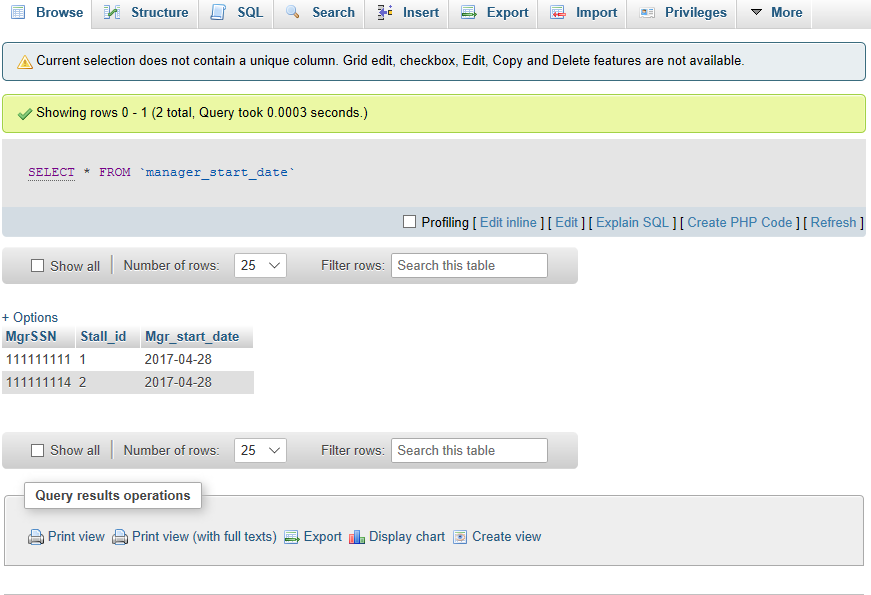 Browse Structure SQL Search Insert Export Import Privileges More
Current selection does not contain a unique column. Grid edit, checkbox, Edit, Copy and Delete features are not available.
Showing rows 0 - 1 (2 total, Query took 0.0003 seconds.)
SELECT * FROM `manager_start_date`
Profiling [ Edit inline ] [ Edit ] [ Explain SQL ] [ Create PHP Code ] [ Refresh ]
Show all Number of rows: 25 Filter rows: Search this table
+ Options
MgrSSN Stall_id Mgr_start_date
111111111 1 2017-04-28
111111114 2 2017-04-28
Show all Number of rows: 25 Filter rows: Search this table
Query results operations
Print view Print view (with full texts) Export Display chart Create view